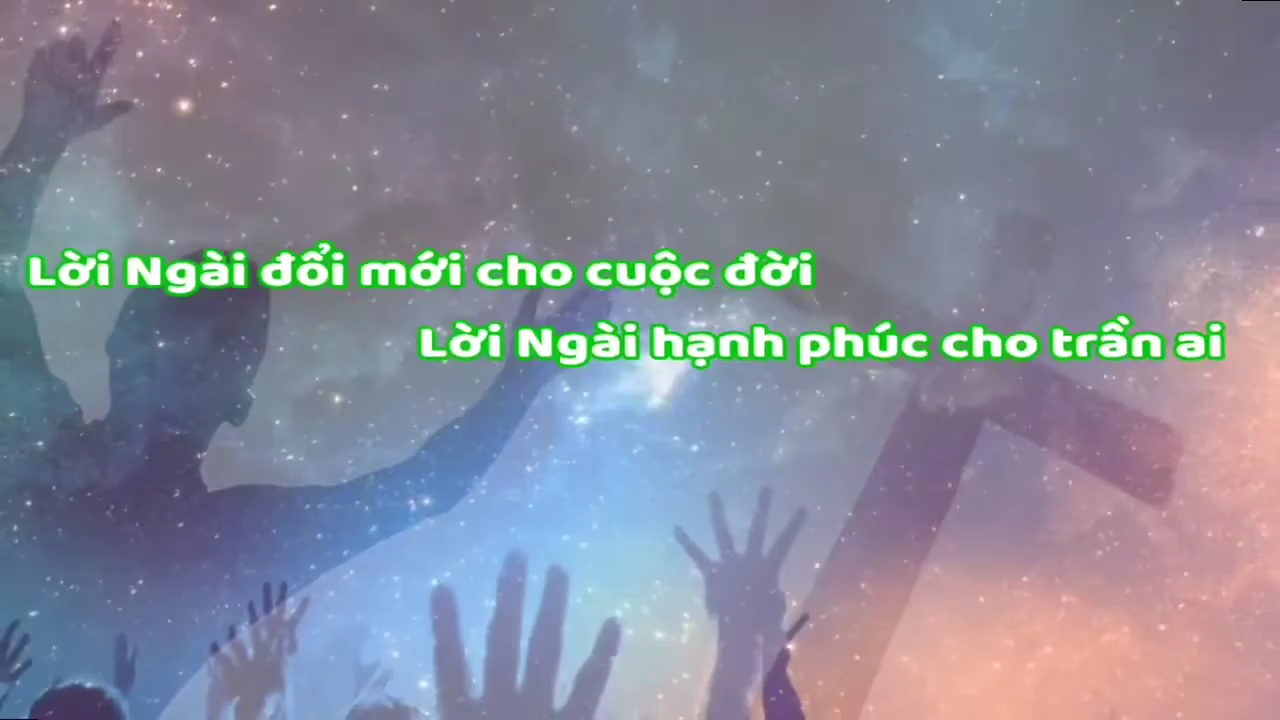 Lời Ngài đổi mới cho cuộc đời
Lời Ngài hạnh phúc cho trần ai